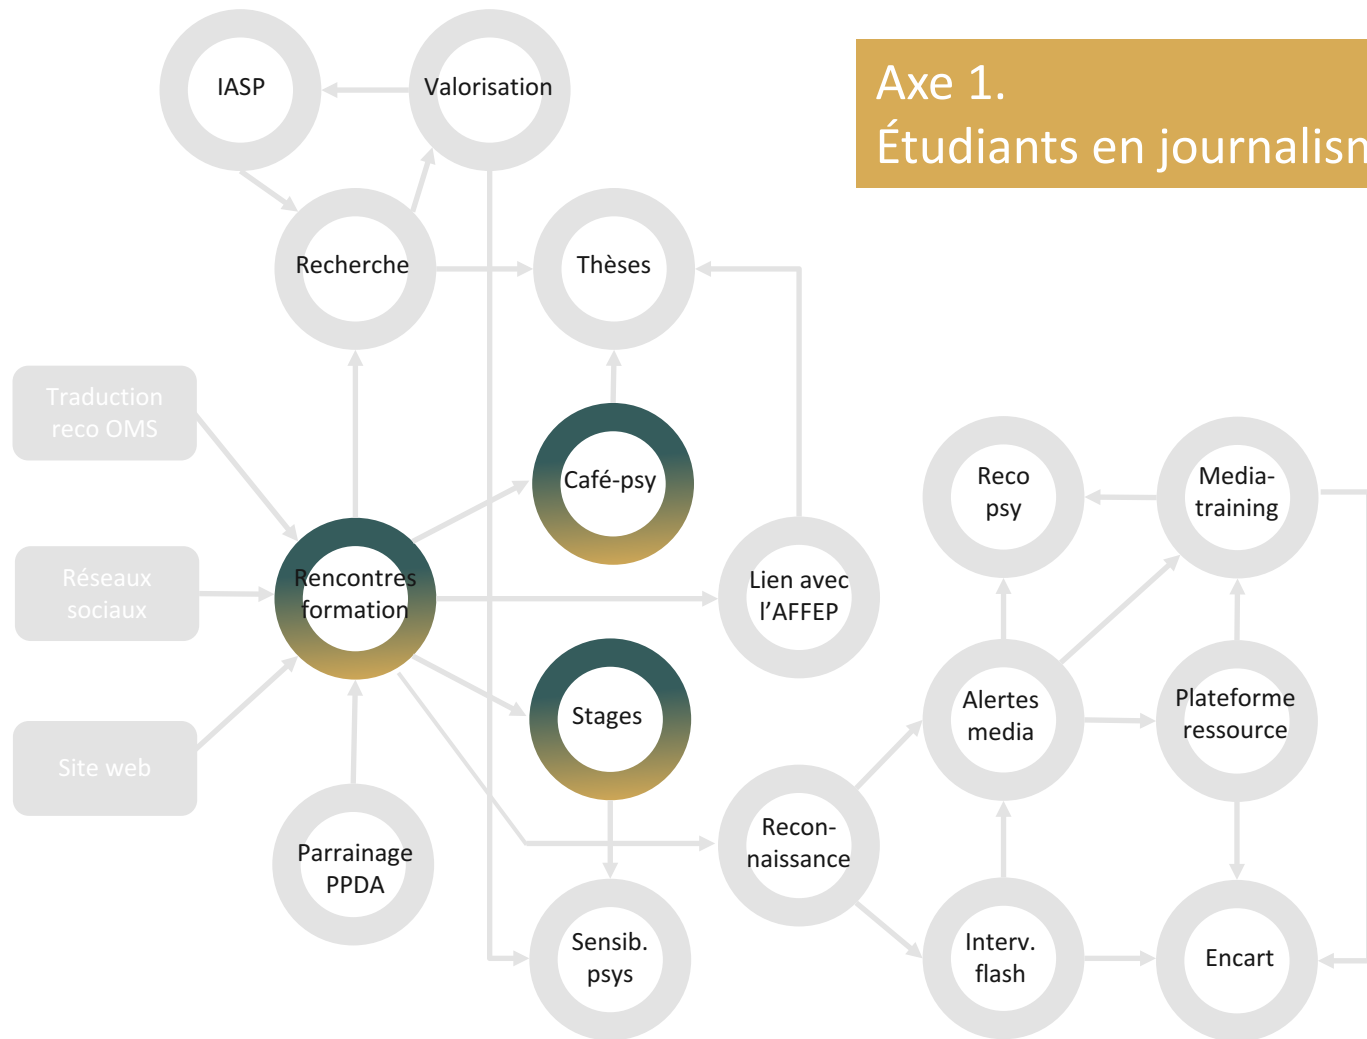 Axe 1.
Étudiants en journalism
IASP
Valorisation
Recherche
Thèses
Traduction
reco OMS
Café-psy
Reco
psy
Media-
training
Réseaux
sociaux
Rencontres
formation
Lien avec
l'AFFEP
Stages
Alertes
media
Plateforme
ressource
Site web
Parrainage
PPDA
Recon-
naissance
Sensib.
psys
Interv.
flash
Encart